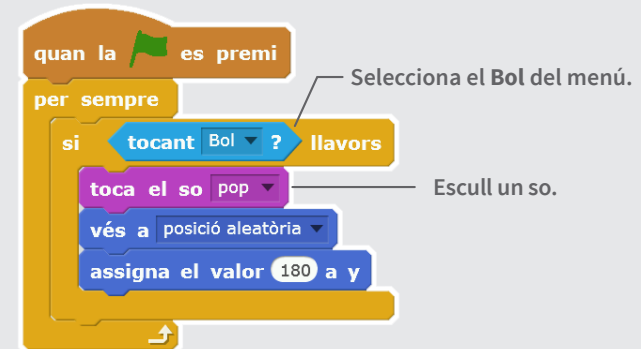 quan la es premi
Selecciona el Bol del menú.
per sempre
si tocant Bol ? llavors
toca el so pop
Escull un so.
vés a posició aleatòria
assigna el valor 180 a y